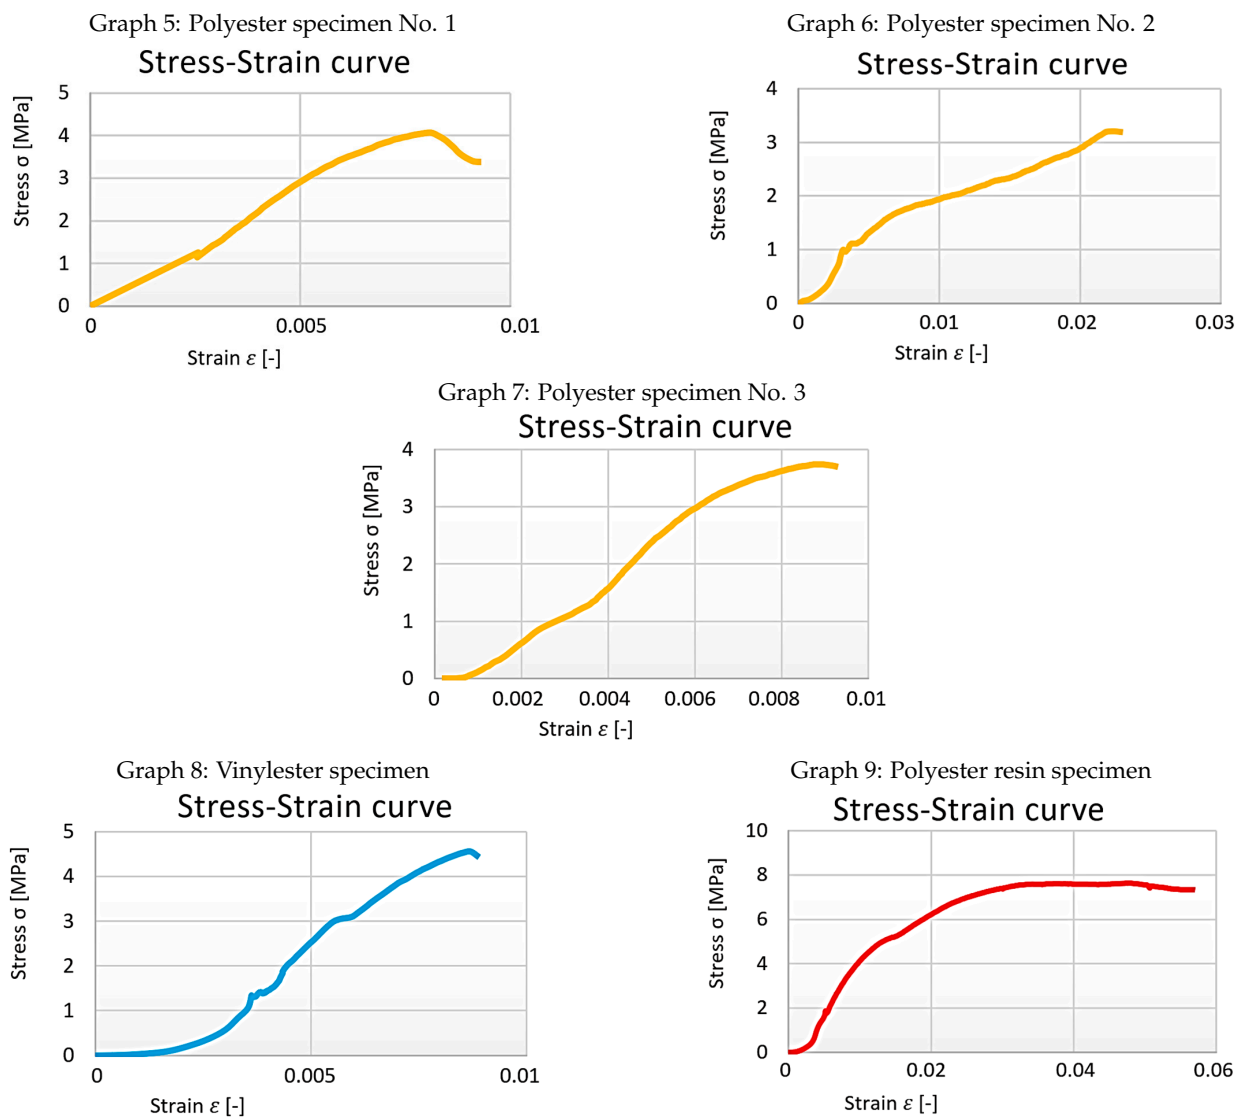 Graph 5: Polyester specimen No. 1
Stress-Strain curve
Stress σ [MPa]
5
4
3
2
1
0
0 0.005 0.01
Strain ε [-]
Graph 6: Polyester specimen No. 2
Stress-Strain curve
Stress σ [MPa]
4
3
2
1
0
0 0.01 0.02 0.03
Strain ε [-]
Graph 7: Polyester specimen No. 3
Stress-Strain curve
Stress σ [MPa]
4
3
2
1
0
0 0.002 0.004 0.006 0.008 0.01
Strain ε [-]
Graph 8: Vinylester specimen
Stress-Strain curve
Stress σ [MPa]
5
4
3
2
1
0
0 0.005 0.01
Strain ε [-]
Graph 9: Polyester resin specimen
Stress-Strain curve
Stress σ [MPa]
10
8
6
4
2
0
0 0.02 0.04 0.06
Strain ε [-]